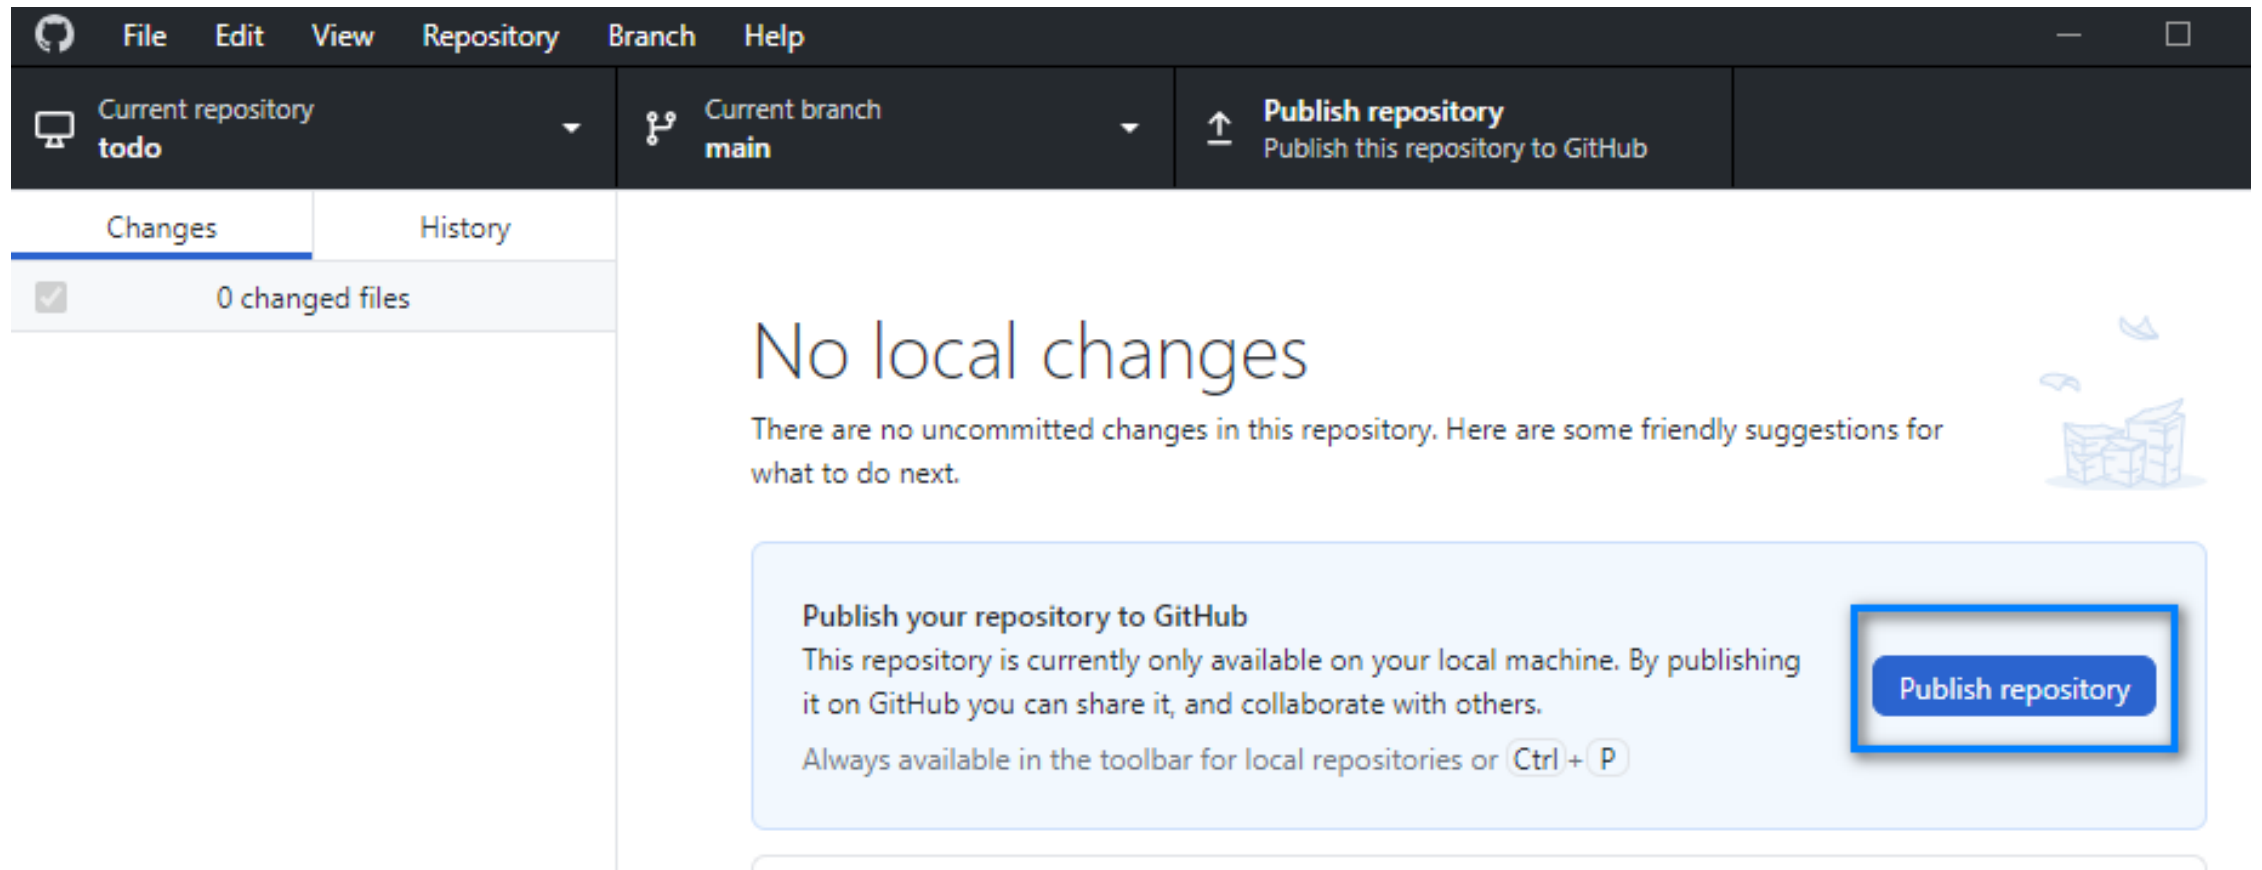 File Edit View Repository Branch Help
Current repository
todo
Current branch
main
Publish repository
Publish this repository to GitHub
Changes History
0 changed files
No local changes
There are no uncommitted changes in this repository. Here are some friendly suggestions for
what to do next.
Publish your repository to GitHub
This repository is currently only available on your local machine. By publishing
it on GitHub you can share it, and collaborate with others.
Always available in the toolbar for local repositories or Ctrl + P
Publish repository